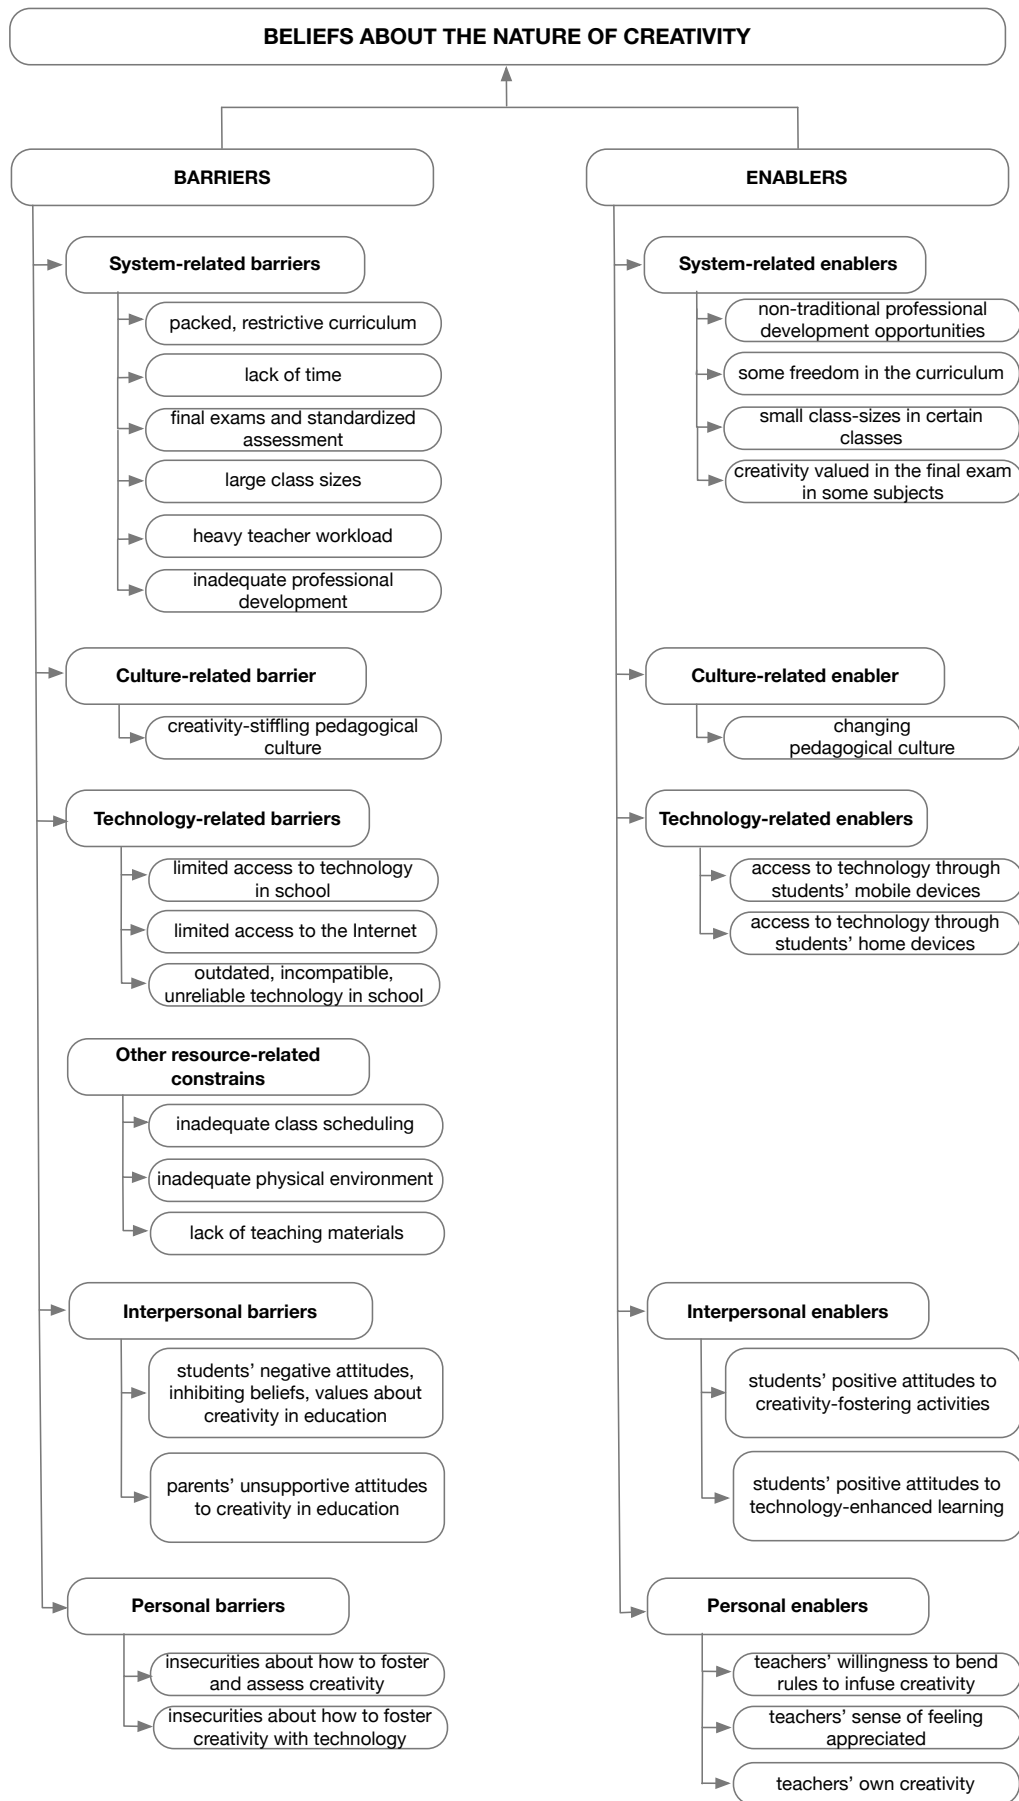 BELIEFS ABOUT THE NATURE OF CREATIVITY
BARRIERS
System-related barriers
packed, restrictive curriculum
lack of time
final exams and standardized
assessment
large class sizes
heavy teacher workload
inadequate professional
development
Culture-related barrier
creativity-stiffling pedagogical
culture
Technology-related barriers
limited access to technology
in school
limited access to the Internet
outdated, incompatible,
unreliable technology in school
Other resource-related
constrains
inadequate class scheduling
inadequate physical environment
lack of teaching materials
Interpersonal barriers
students’ negative attitudes,
inhibiting beliefs, values about
creativity in education
parents’ unsupportive attitudes
to creativity in education
Personal barriers
insecurities about how to foster
and assess creativity
insecurities about how to foster
creativity with technology
ENABLERS
System-related enablers
non-traditional professional
development opportunities
some freedom in the curriculum
small class-sizes in certain
classes
creativity valued in the final exam
in some subjects
Culture-related enabler
changing
pedagogical culture
Technology-related enablers
access to technology through
students’ mobile devices
access to technology through
students’ home devices
Interpersonal enablers
students’ positive attitudes to
creativity-fostering activities
students’ positive attitudes to
technology-enhanced learning
Personal enablers
teachers’ willingness to bend
rules to infuse creativity
teachers’ sense of feeling
appreciated
teachers’ own creativity